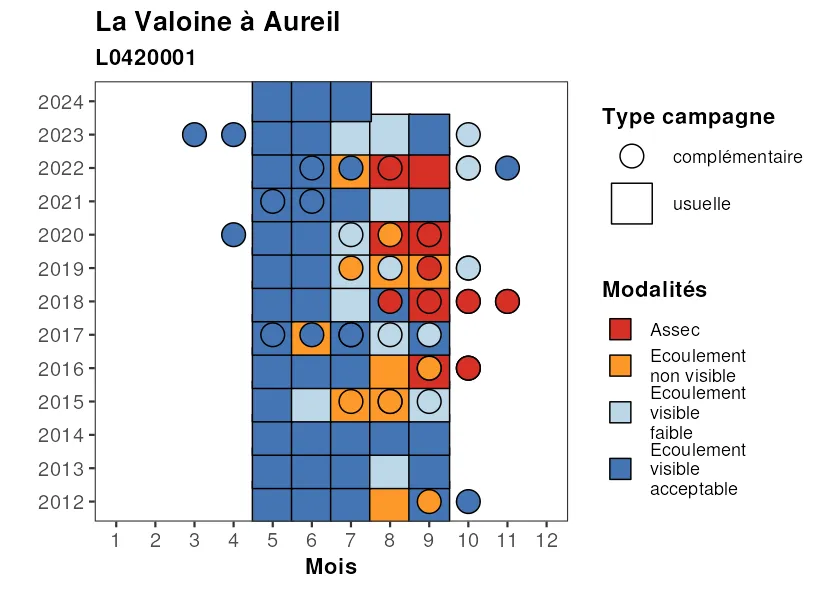 La Valoine à Aureil
L0420001
2024
2023
2022
2021
2020
2019
2018
2017
2016
2015
2014
2013
2012
1 2 3 4 5 6 7 8 9 10 11 12
Mois
Type campagne
complémentaire
usuelle
Modalités
Assec
Ecoulement
non visible
Ecoulement
visible
faible
Ecoulement
visible
acceptable